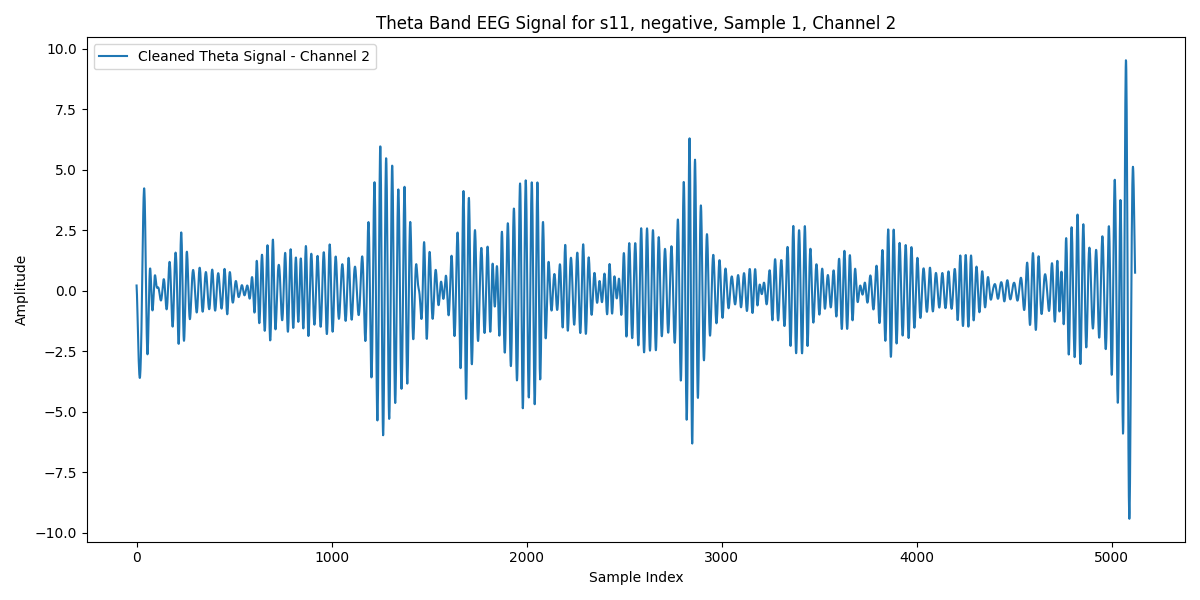 Theta Band EEG Signal for s11, negative, Sample 1, Channel 2
Cleaned Theta Signal - Channel 2
10.0
7.5
5.0
2.5
0.0
−2.5
−5.0
−7.5
−10.0
Amplitude
0 1000 2000 3000 4000 5000
Sample Index